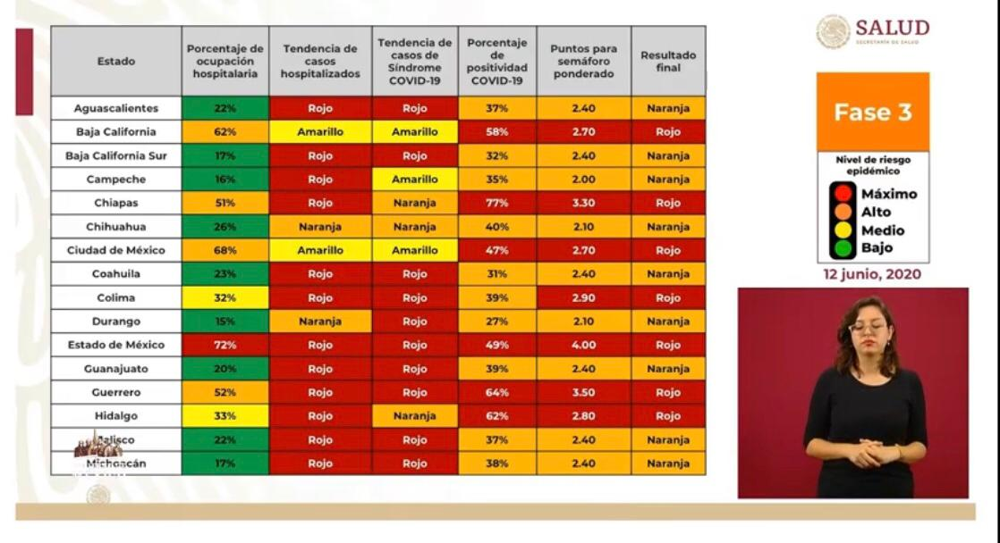 Estado
Porcentaje de
ocupación
hospitalaria
Tendencia de
casos
hospitalizados
Tendencia de
casos de
Síndrome
COVID-19
Porcentaje
de
positividad
COVID-19
Puntos para
semáforo
ponderado
Resultado
final
Aguascalientes 22% Rojo Rojo 37% 2.40 Naranja
Baja California 62% Amarillo Amarillo 58% 2.70 Rojo
Baja California Sur 17% Rojo Rojo 32% 2.40 Naranja
Campeche 16% Rojo Amarillo 35% 2.00 Naranja
Chiapas 51% Rojo Naranja 77% 3.30 Rojo
Chihuahua 26% Naranja Naranja 40% 2.10 Naranja
Ciudad de México 68% Amarillo Amarillo 47% 2.70 Rojo
Coahuila 23% Rojo Rojo 31% 2.40 Naranja
Colima 32% Rojo Rojo 39% 2.90 Rojo
Durango 15% Naranja Rojo 27% 2.10 Naranja
Estado de México 72% Rojo Rojo 49% 4.00 Rojo
Guanajuato 20% Rojo Rojo 39% 2.40 Naranja
Guerrero 52% Rojo Rojo 64% 3.50 Rojo
Hidalgo 33% Rojo Naranja 62% 2.80 Rojo
Jalisco 22% Rojo Rojo 37% 2.40 Naranja
Michoacán 17% Rojo Rojo 38% 2.40 Naranja
SALUD
SECRETARÍA DE SALUD
Fase 3
Nivel de riesgo
epidémico
Máximo
Alto
Medio
Bajo
12 junio, 2020